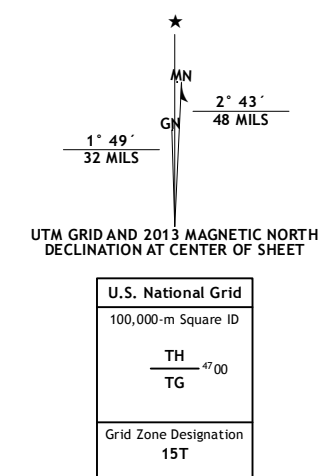 ★
MN
2° 43´
48 MILS
GN
1° 49´
32 MILS
UTM GRID AND 2013 MAGNETIC NORTH
DECLINATION AT CENTER OF SHEET
U.S. National Grid
100,000-m Square ID
TH
4700
TG
Grid Zone Designation
15T